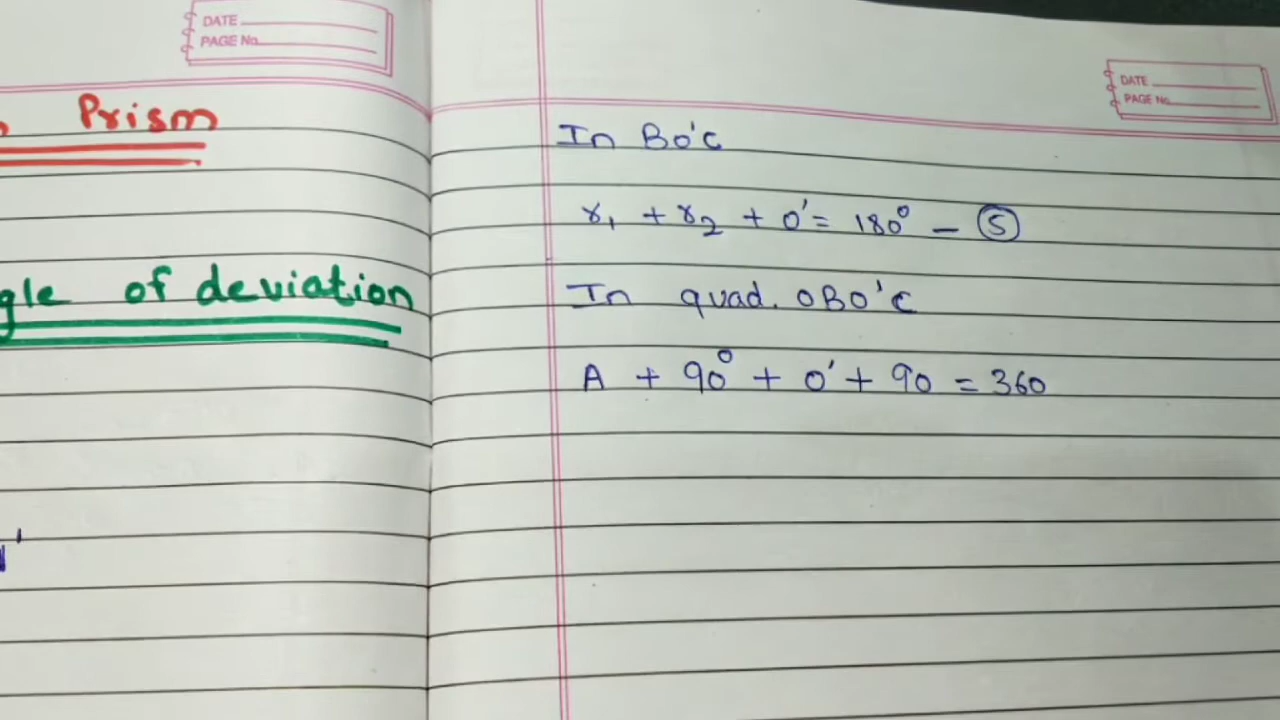 DATE
PAGE No.
Prism
gle of deviation
DATE
PAGE No.
In BO'C
r₁ + r₂ + O' = 180° - ⑤
In quad. OBO'C
A + 90° + O' + 90 = 360